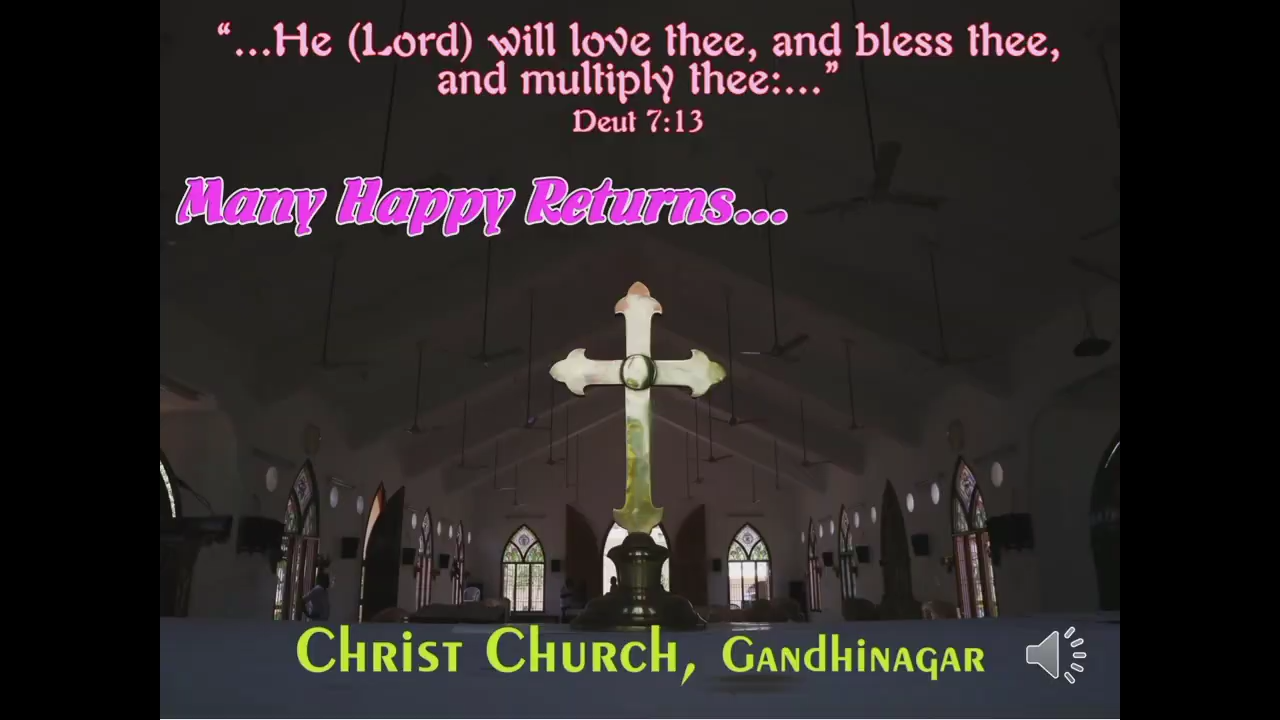 “...He (Lord) will love thee, and bless thee,
and multiply thee:...”
Deut 7:13
Many Happy Returns...
Christ Church, Gandhinagar